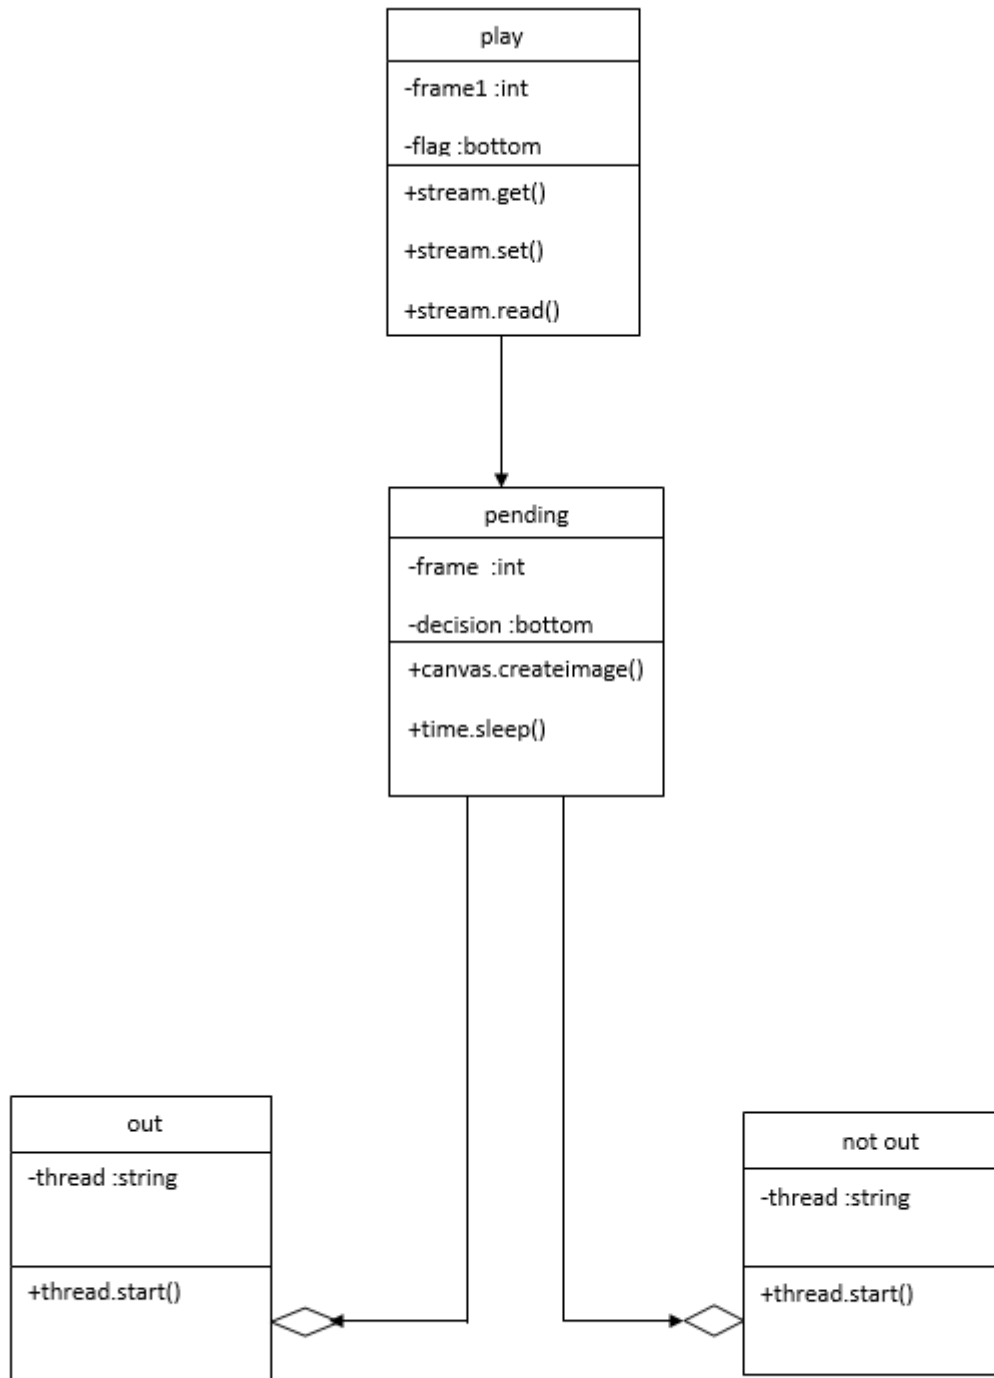 play
-frame1 :int
-flag :bottom
+stream.get()
+stream.set()
+stream.read()
pending
-frame  :int
-decision :bottom
+canvas.createimage()
+time.sleep()
out
-thread :string
+thread.start()
not out
-thread :string
+thread.start()